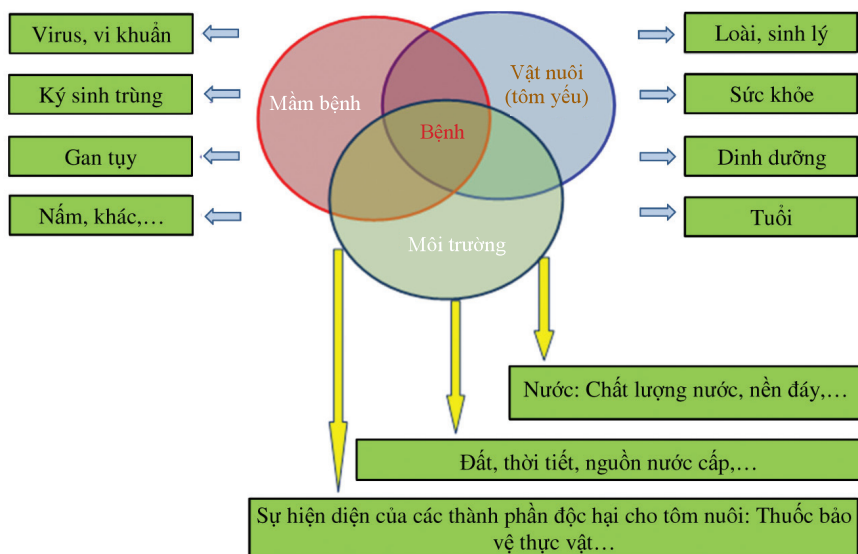 Virus, vi khuẩn
Ký sinh trùng
Gan tụy
Nấm, khác,…
Mầm bệnh
Vật nuôi
(tôm yếu)
Bệnh
Môi trường
Loài, sinh lý
Sức khỏe
Dinh dưỡng
Tuổi
Nước: Chất lượng nước, nền đáy,…
Đất, thời tiết, nguồn nước cấp,…
Sự hiện diện của các thành phần độc hại cho tôm nuôi: Thuốc bảo
vệ thực vật…